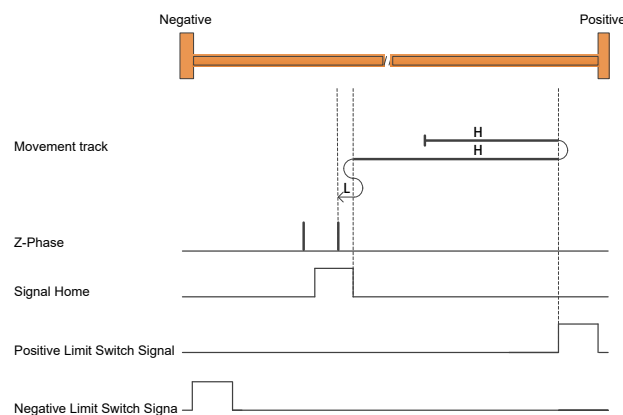 Negative
Positive
Movement track
H
H
L
Z-Phase
Signal Home
Positive Limit Switch Signal
Negative Limit Switch Signa